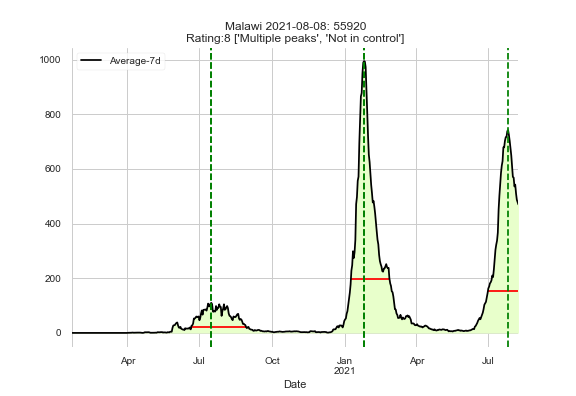 Malawi 2021-08-08: 55920
Rating:8 ['Multiple peaks', 'Not in control']
Average-7d
1000
800
600
400
200
0
Apr
Jul
Oct
Jan
2021
Apr
Jul
Date